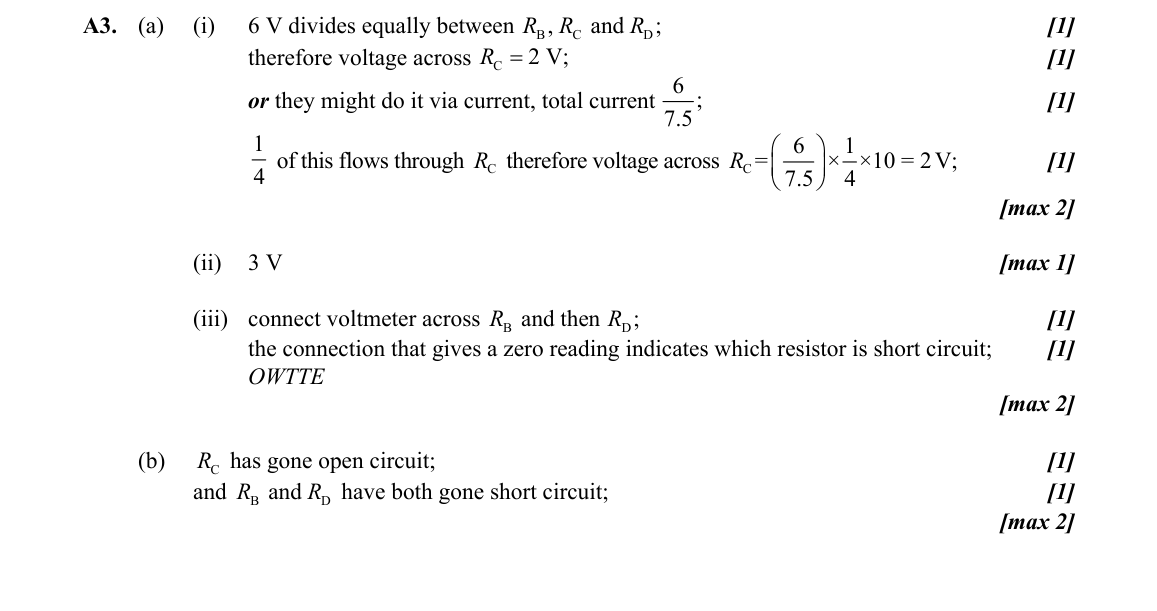 A3. (a) (i) 6 V divides equally between R_B, R_C and R_D; [1]
therefore voltage across R_C = 2 V; [1]
or they might do it via current, total current 6/7.5; [1]
1/4 of this flows through R_C therefore voltage across R_C=(6/7.5)×1/4×10 = 2 V; [1]
[max 2]
(ii) 3 V [max 1]
(iii) connect voltmeter across R_B and then R_D; [1]
the connection that gives a zero reading indicates which resistor is short circuit; [1]
OWTTE
[max 2]
(b) R_C has gone open circuit; [1]
and R_B and R_D have both gone short circuit; [1]
[max 2]